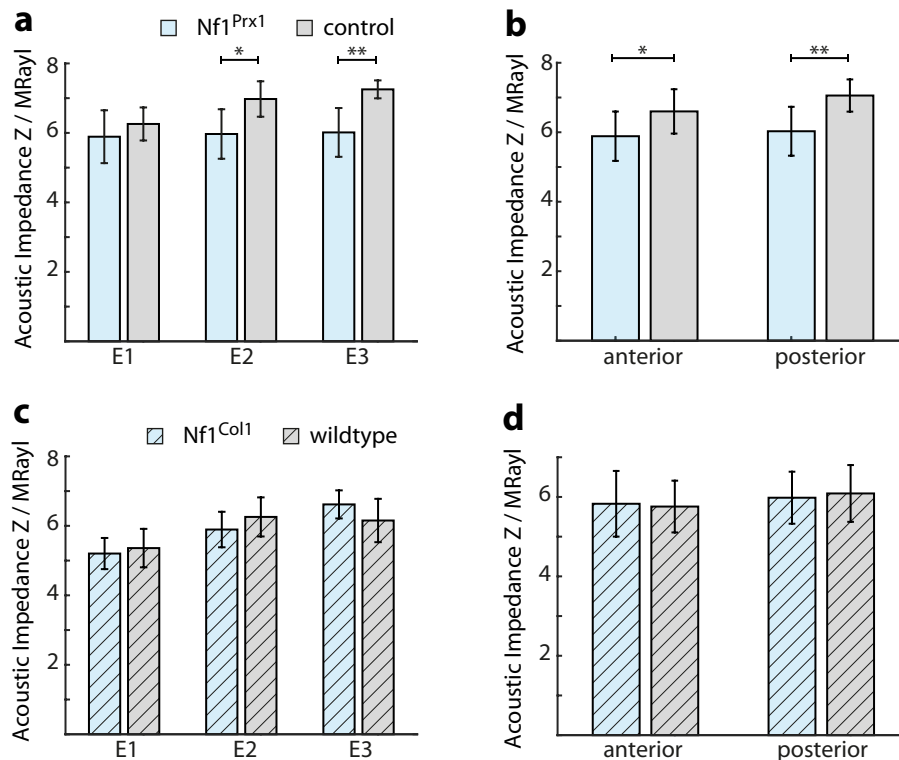 a
Nf1Prx1 control
Acoustic Impedance Z / MRayl
8
6
4
2
*
**
E1 E2 E3
b
Acoustic Impedance Z / MRayl
8
6
4
2
*
**
anterior posterior
c
Nf1Col1 wildtype
Acoustic Impedance Z / MRayl
8
6
4
2
E1 E2 E3
d
Acoustic Impedance Z / MRayl
6
4
2
anterior posterior